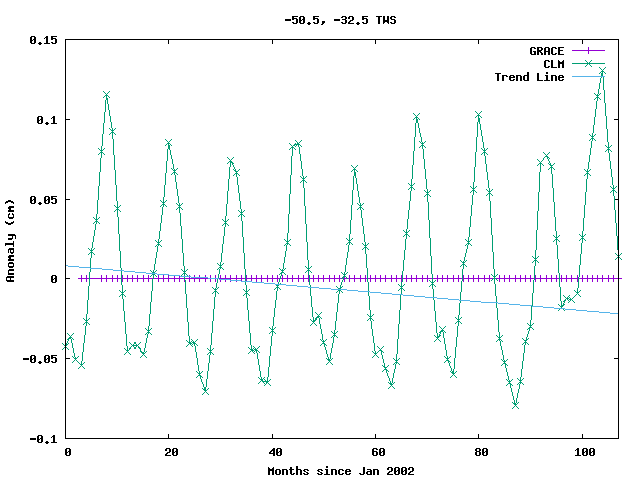 -50.5, -32.5 TWS
0.15
0.1
0.05
0
-0.05
-0.1
Anomaly (cm)
GRACE
CLM
Trend Line
0 20 40 60 80 100
Months since Jan 2002